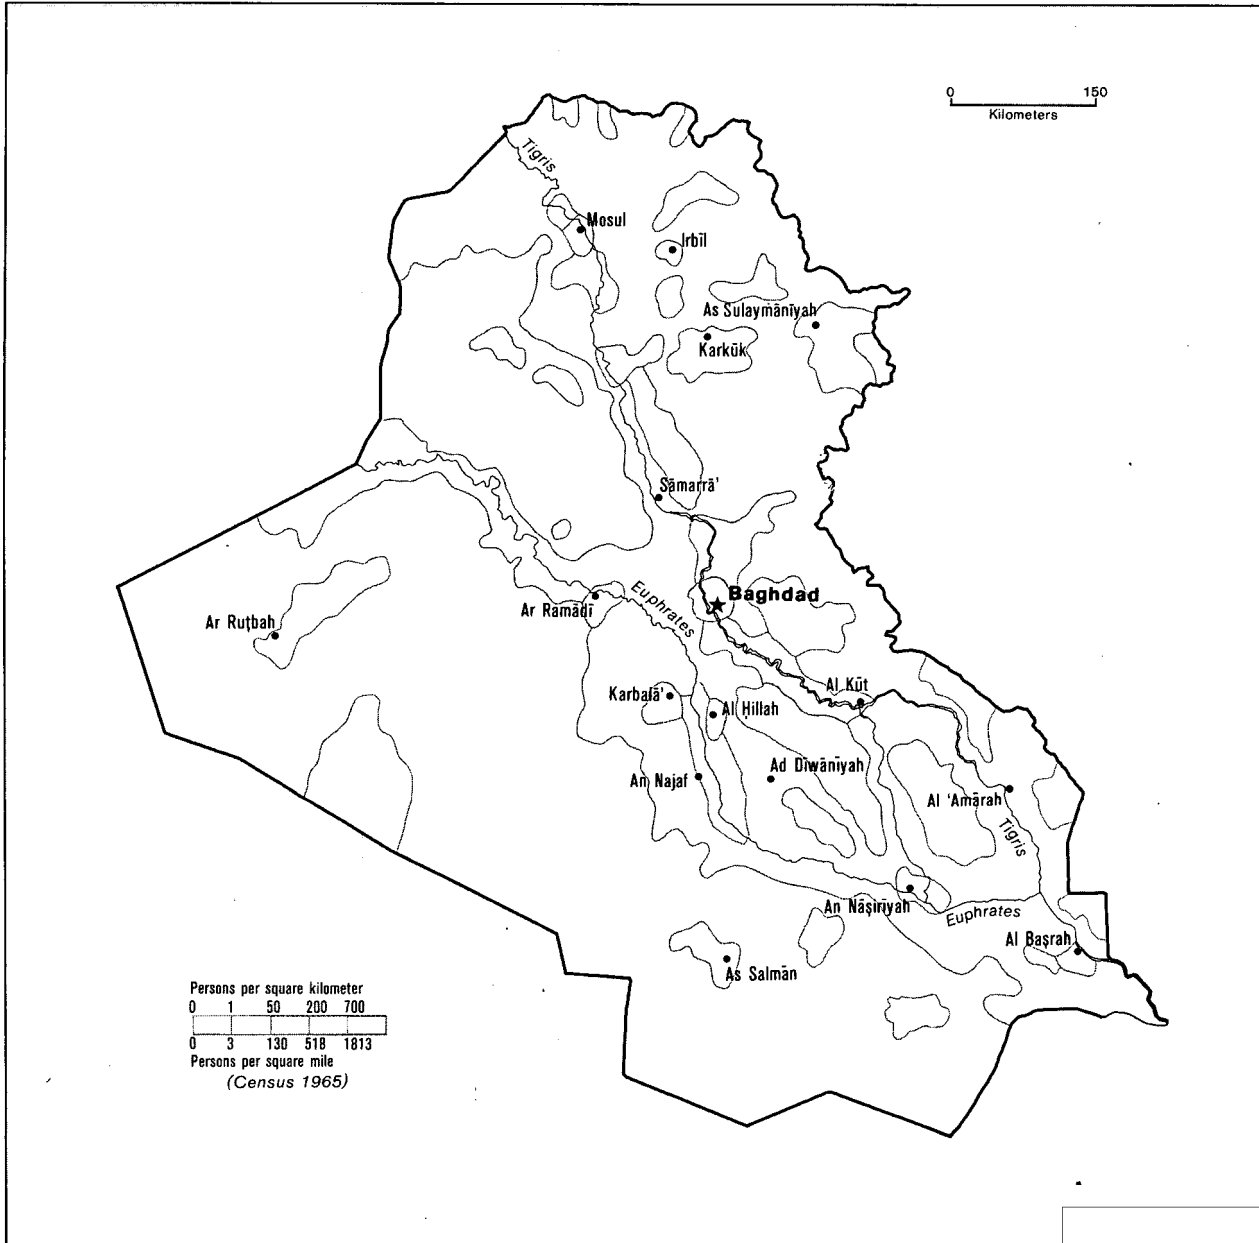 0 150
Kilometers
Tigris
Mosul
Irbīl
As Sulaymānīyah
Karkūk
Sāmarrā'
Euphrates
Baghdad
Ar Ramādī
Ar Ruṭbah
Karbalā'
Al Kūt
Al Ḥillah
An Najaf
Ad Dīwānīyah
Al 'Amārah
Tigris
An Nāṣirīyah
Euphrates
Al Baṣrah
As Salmān
Persons per square kilometer
0 1 50 200 700
0 3 130 518 1813
Persons per square mile
(Census 1965)